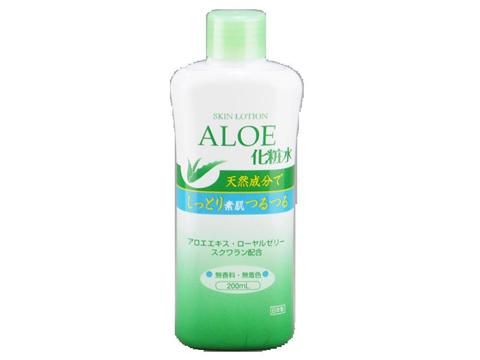 SKIN LOTION
ALOE
化粧水
天然成分で
しっとり素肌つるつる
アロエエキス・ローヤルゼリー
スクワラン配合
無香料・無着色
200mL
日本製